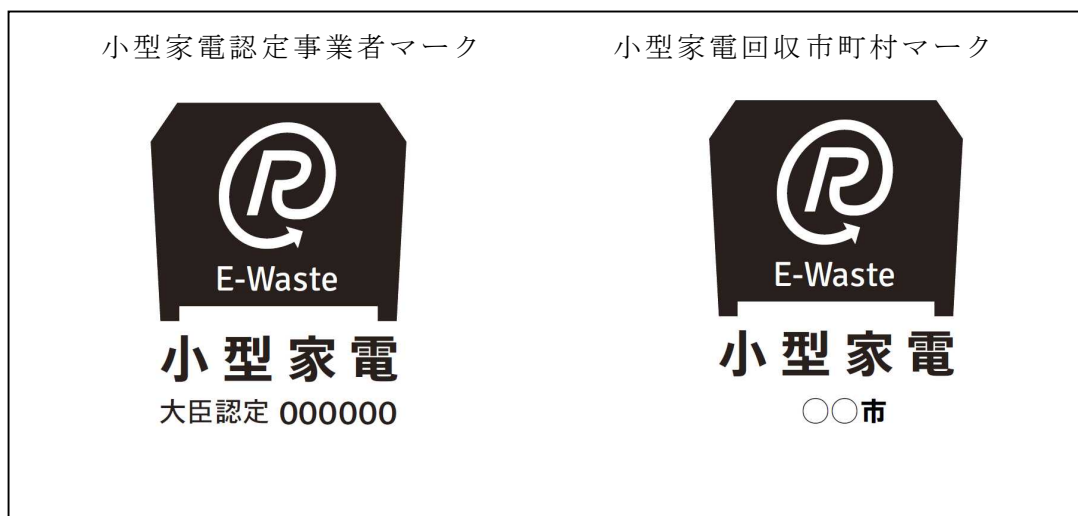 小型家電認定事業者マーク
R
E-Waste
小型家電
大臣認定 000000
小型家電回収市町村マーク
R
E-Waste
小型家電
○○市